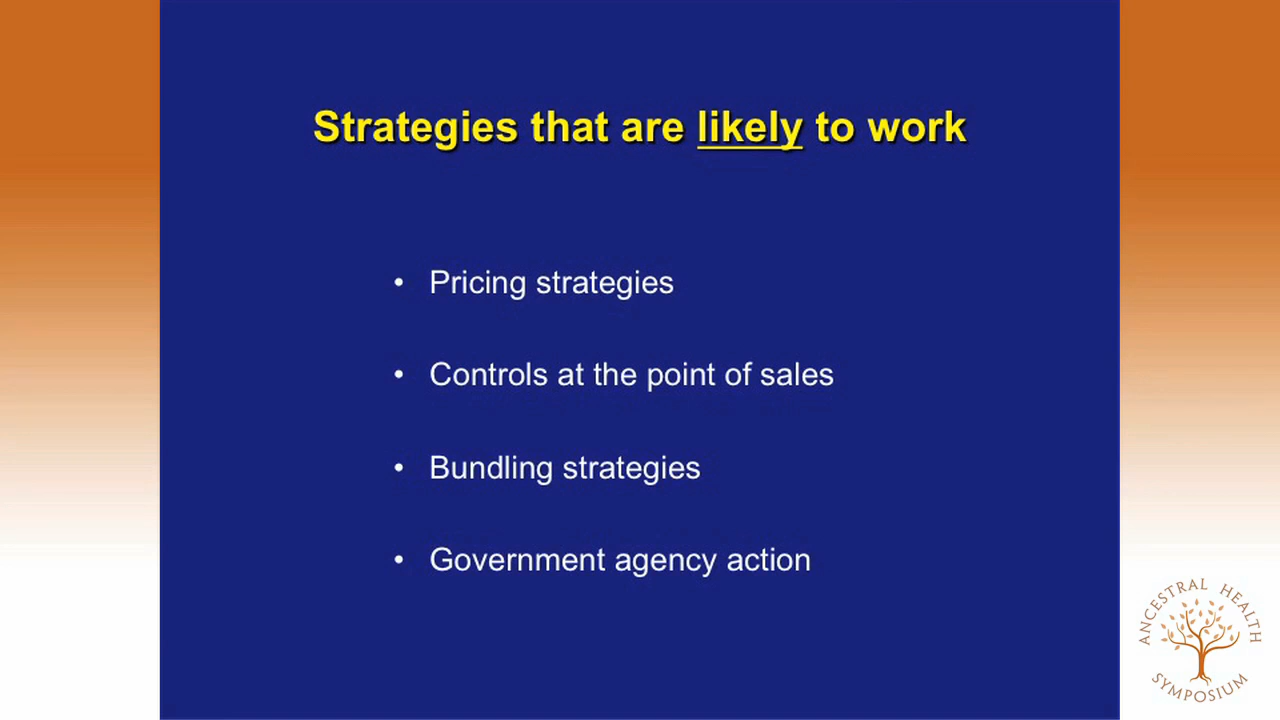 Strategies that are likely to work
• Pricing strategies
• Controls at the point of sales
• Bundling strategies
• Government agency action
ANCESTRAL HEALTH
SYMPOSIUM